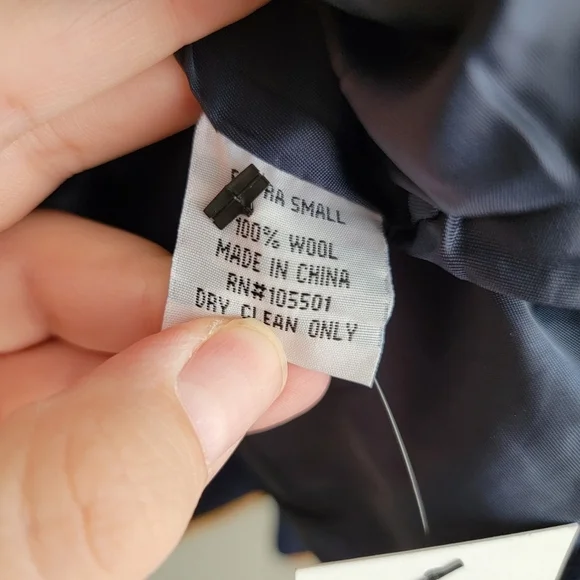 SMALL
100% WOOL
MADE IN CHINA
RN#105501
DRY CLEAN ONLY